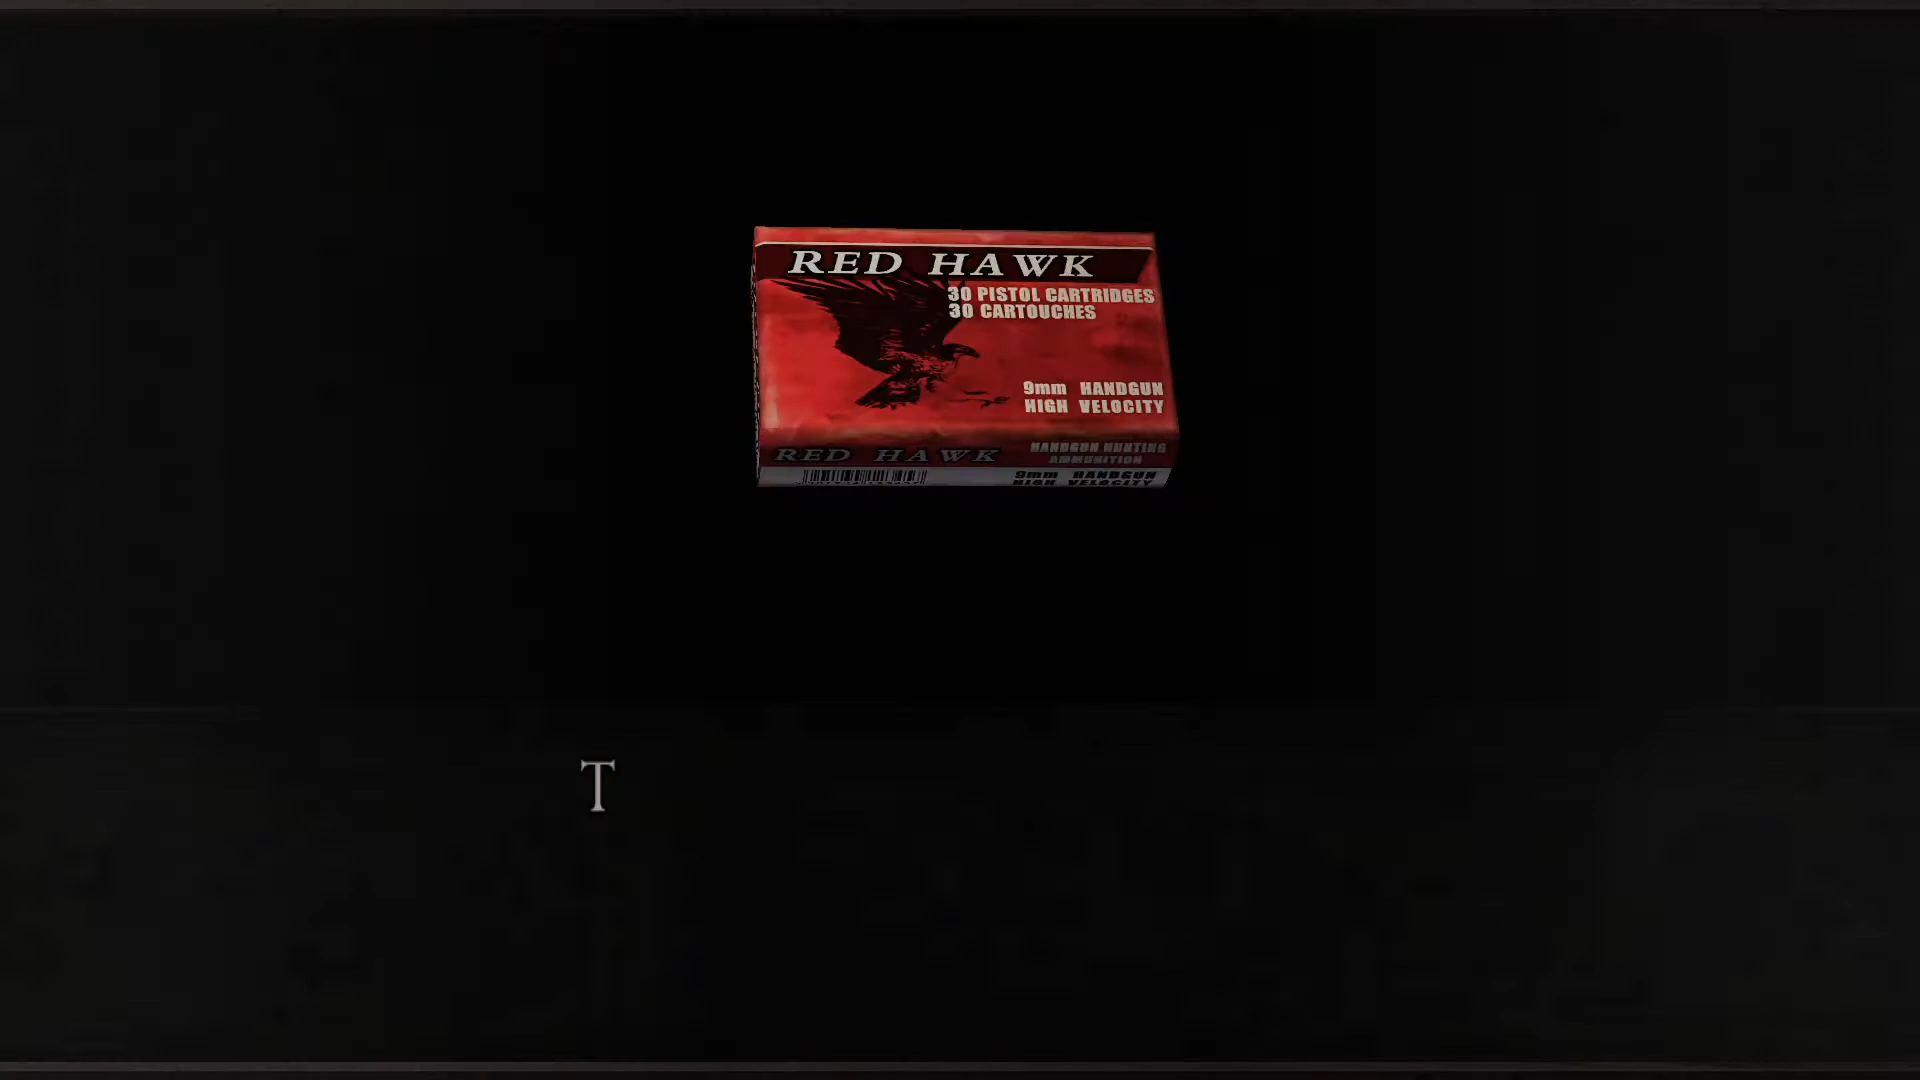 RED HAWK
30 PISTOL CARTRIDGES
30 CARTOUCHES
9mm HANDGUN
HIGH VELOCITY
RED HAWK
HANDGUN HUNTING
AMMUNITION
9mm HANDGUN
HIGH VELOCITY
T